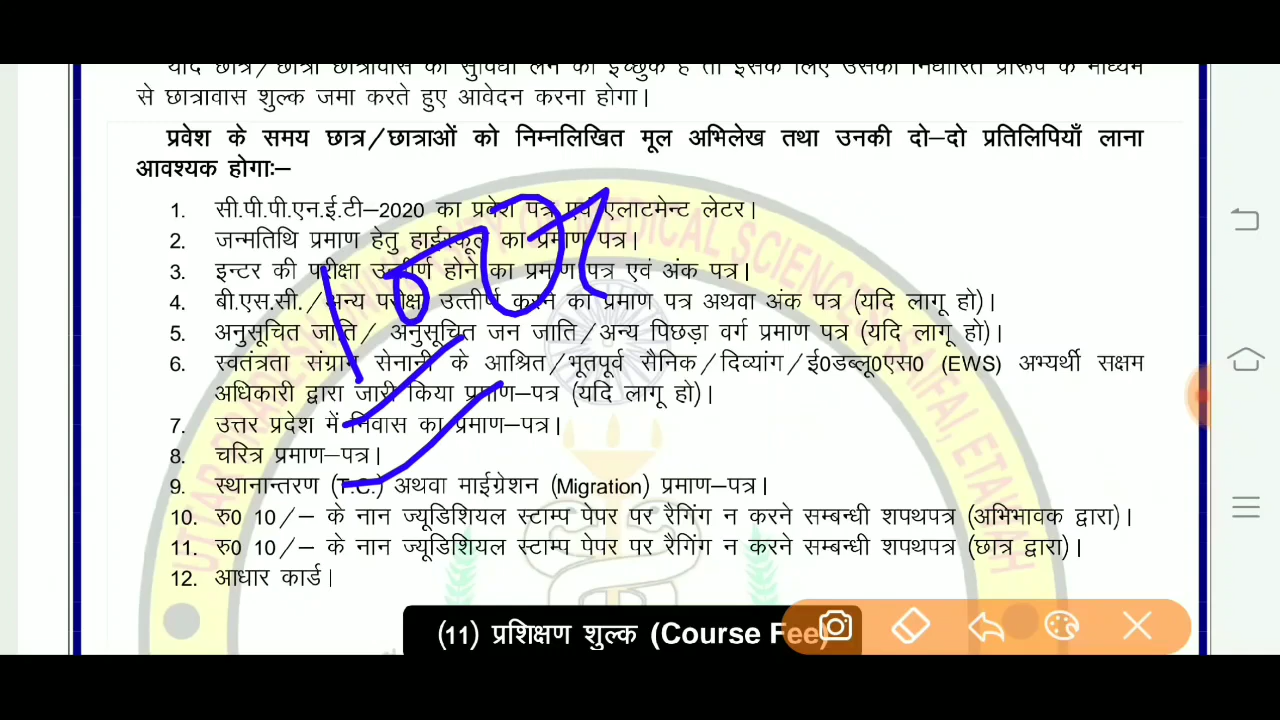 यदि छात्र/छात्रा छात्रावास की सुविधा लेने की इच्छुक है तो इसके लिए उसको निर्धारित प्रारूप के माध्यम
से छात्रावास शुल्क जमा करते हुए आवेदन करना होगा।
प्रवेश के समय छात्र/छात्राओं को निम्नलिखित मूल अभिलेख तथा उनकी दो–दो प्रतिलिपियाँ लाना
आवश्यक होगाः–
1. सी.पी.पी.एन.ई.टी–2020 का प्रवेश पत्र एवं एलाटमेन्ट लेटर।
2. जन्मतिथि प्रमाण हेतु हाईस्कूल का प्रमाण पत्र।
3. इन्टर की परीक्षा उत्तीर्ण होने का प्रमाण पत्र एवं अंक पत्र।
4. बी.एस.सी./अन्य परीक्षा उत्तीर्ण करने का प्रमाण पत्र अथवा अंक पत्र (यदि लागू हो)।
5. अनुसूचित जाति/ अनुसूचित जन जाति/अन्य पिछड़ा वर्ग प्रमाण पत्र (यदि लागू हो)।
6. स्वतंत्रता संग्राम सेनानी के आश्रित/भूतपूर्व सैनिक/दिव्यांग/ई0डब्लू0एस0 (EWS) अभ्यर्थी सक्षम
अधिकारी द्वारा जारी किया प्रमाण–पत्र (यदि लागू हो)।
7. उत्तर प्रदेश में निवास का प्रमाण–पत्र।
8. चरित्र प्रमाण–पत्र।
9. स्थानान्तरण (T.C.) अथवा माईग्रेशन (Migration) प्रमाण–पत्र।
10. रु0 10/– के नान ज्यूडिशियल स्टाम्प पेपर पर रैगिंग न करने सम्बन्धी शपथपत्र (अभिभावक द्वारा)।
11. रु0 10/– के नान ज्यूडिशियल स्टाम्प पेपर पर रैगिंग न करने सम्बन्धी शपथपत्र (छात्र द्वारा)।
12. आधार कार्ड।
(11) प्रशिक्षण शुल्क (Course Fee)